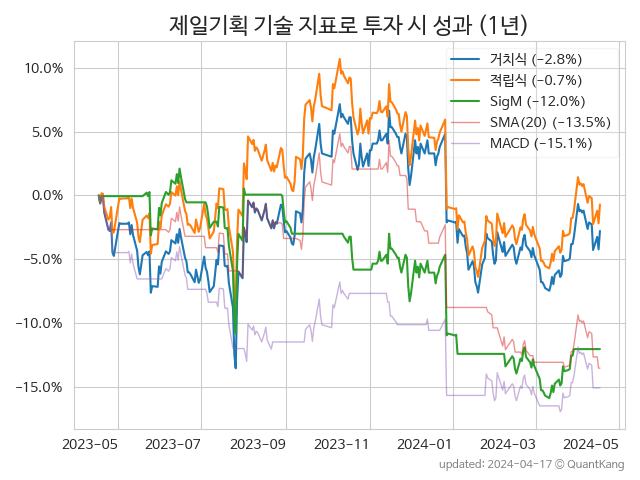 제일기획 기술 지표로 투자 시 성과 (1년)
거치식 (−2.8%)
적립식 (−0.7%)
SigM (−12.0%)
SMA(20) (−13.5%)
MACD (−15.1%)
10.0%
5.0%
0.0%
−5.0%
−10.0%
−15.0%
2023-05 2023-07 2023-09 2023-11 2024-01 2024-03 2024-05
updated: 2024-04-17 © QuantKang